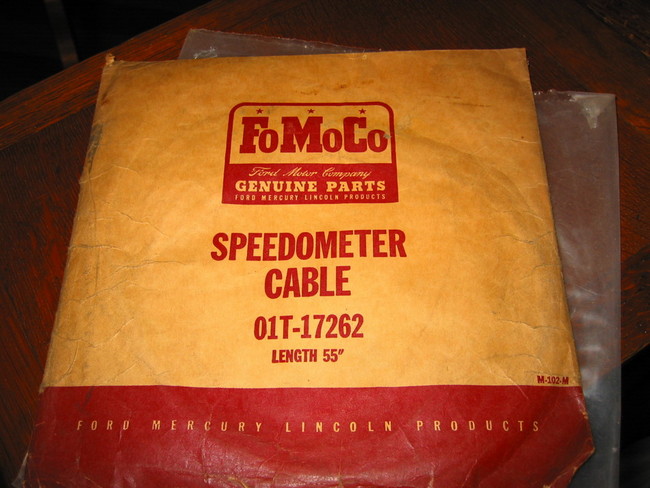 FoMoCo
Ford Motor Company
GENUINE PARTS
FORD MERCURY LINCOLN PRODUCTS
SPEEDOMETER
CABLE
01T-17262
LENGTH 55"
M-102-M
FORD MERCURY LINCOLN PRODUCTS